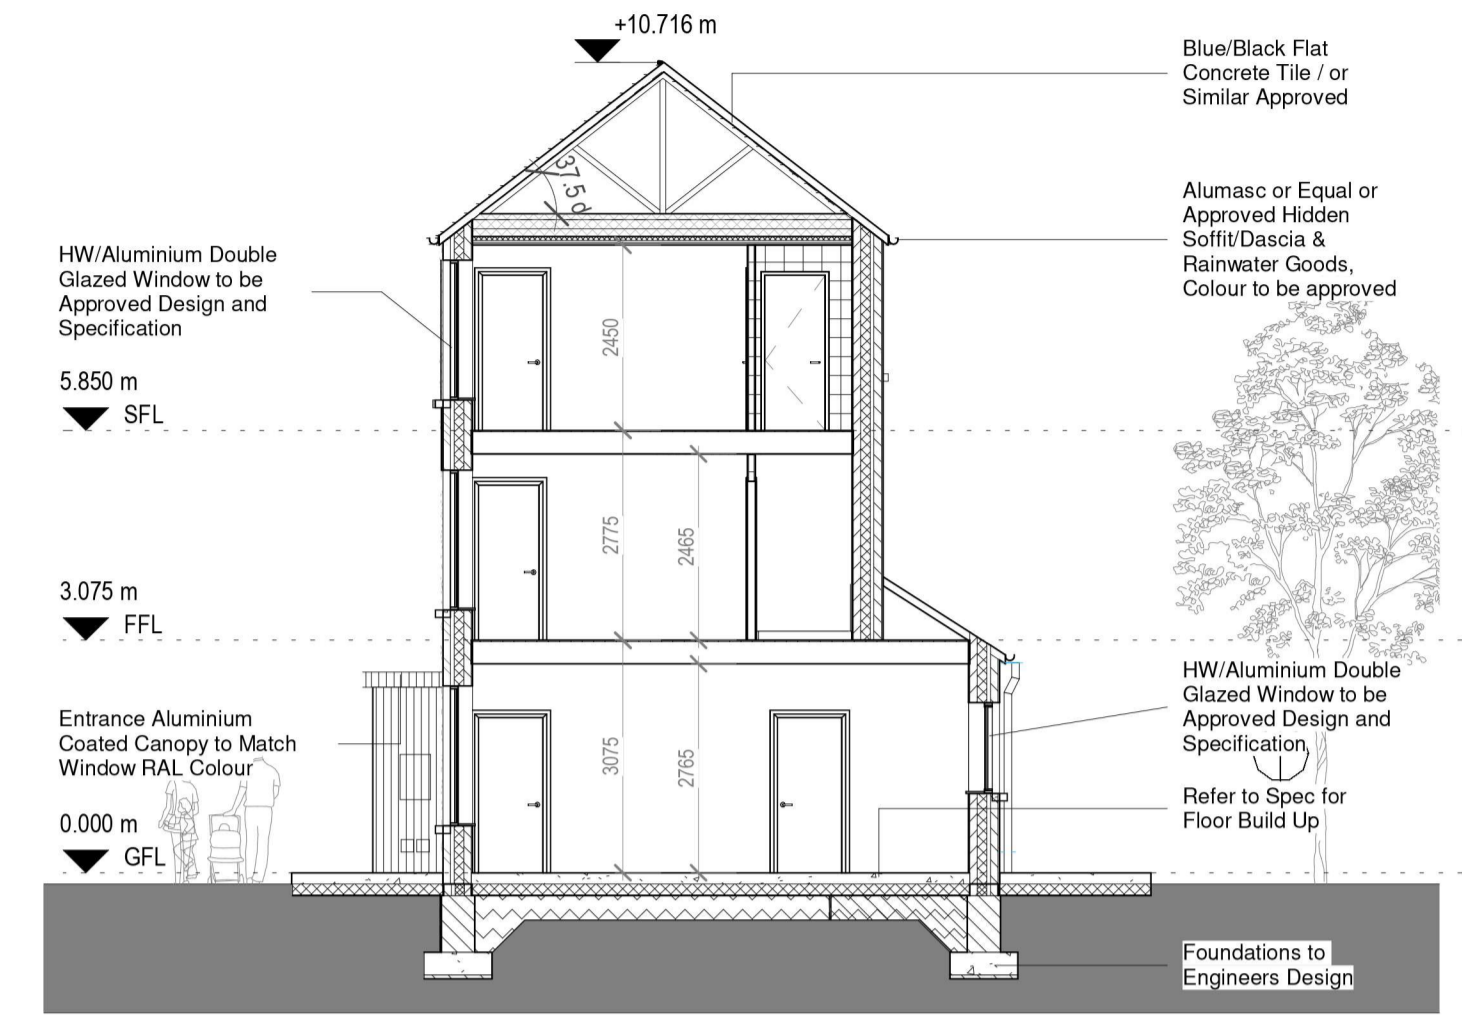 +10.716 m
Blue/Black Flat
Concrete Tile / or
Similar Approved
37.5 d
Alumasc or Equal or
Approved Hidden
Soffit/Dascia &
Rainwater Goods,
Colour to be approved
HW/Aluminium Double
Glazed Window to be
Approved Design and
Specification
2450
5.850 m
SFL
2775
2465
3.075 m
FFL
HW/Aluminium Double
Glazed Window to be
Approved Design and
Specification
Entrance Aluminium
Coated Canopy to Match
Window RAL Colour
3075
2765
Refer to Spec for
Floor Build Up
0.000 m
GFL
Foundations to
Engineers Design